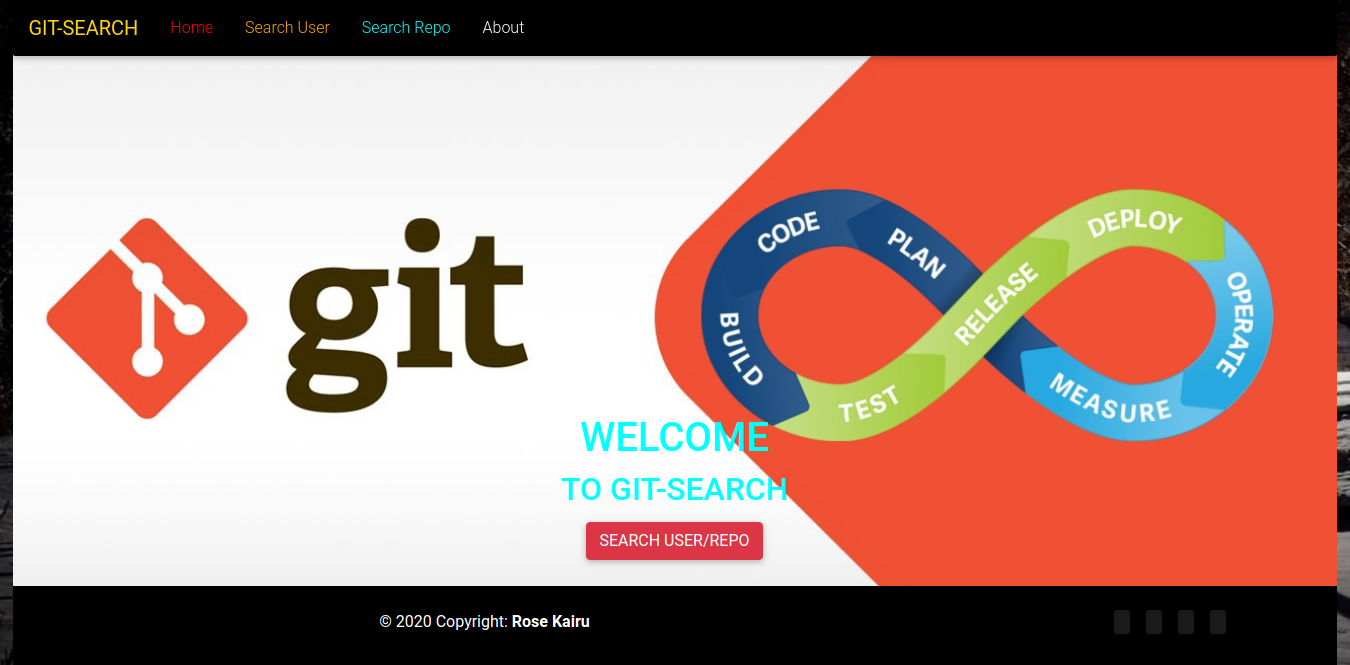 GIT-SEARCH Home Search User Search Repo About
git
CODE
PLAN
RELEASE
DEPLOY
OPERATE
MEASURE
TEST
BUILD
WELCOME
TO GIT-SEARCH
SEARCH USER/REPO
© 2020 Copyright: Rose Kairu